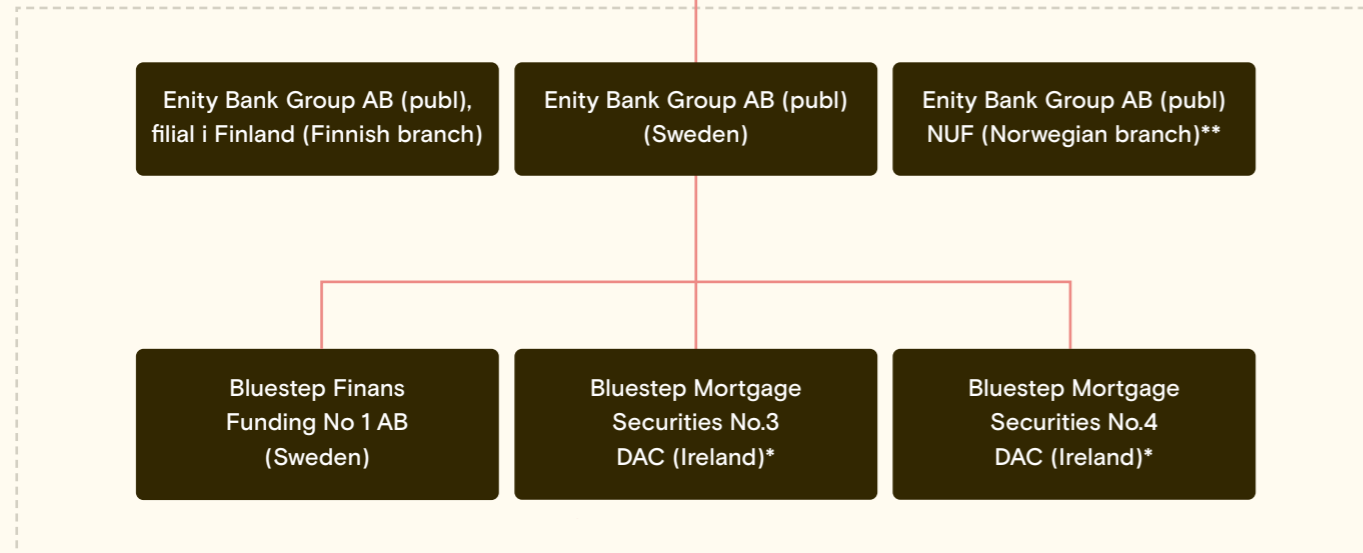 Enity Bank Group AB (publ),
filial i Finland (Finnish branch)
Enity Bank Group AB (publ)
(Sweden)
Enity Bank Group AB (publ)
NUF (Norwegian branch)**
Bluestep Finans
Funding No 1 AB
(Sweden)
Bluestep Mortgage
Securities No.3
DAC (Ireland)*
Bluestep Mortgage
Securities No.4
DAC (Ireland)*